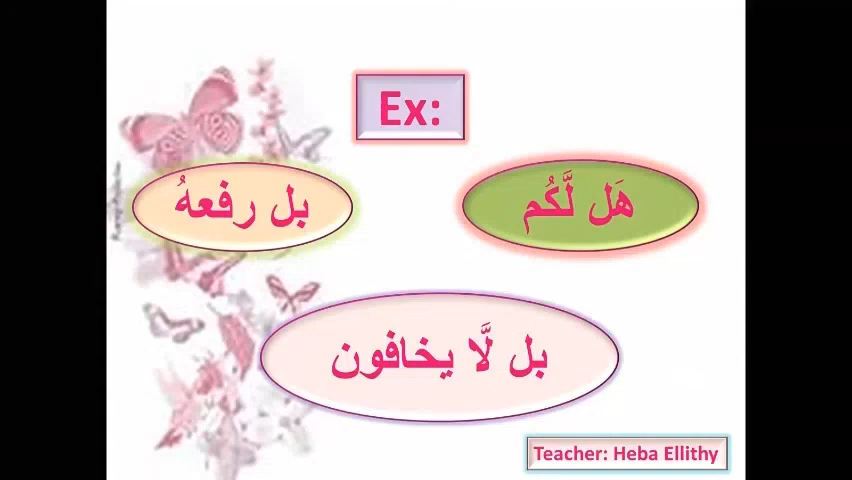 Ex:
هَل لَّكُم
بل رفعهُ
بل لَّا يخافون
Teacher: Heba Ellithy